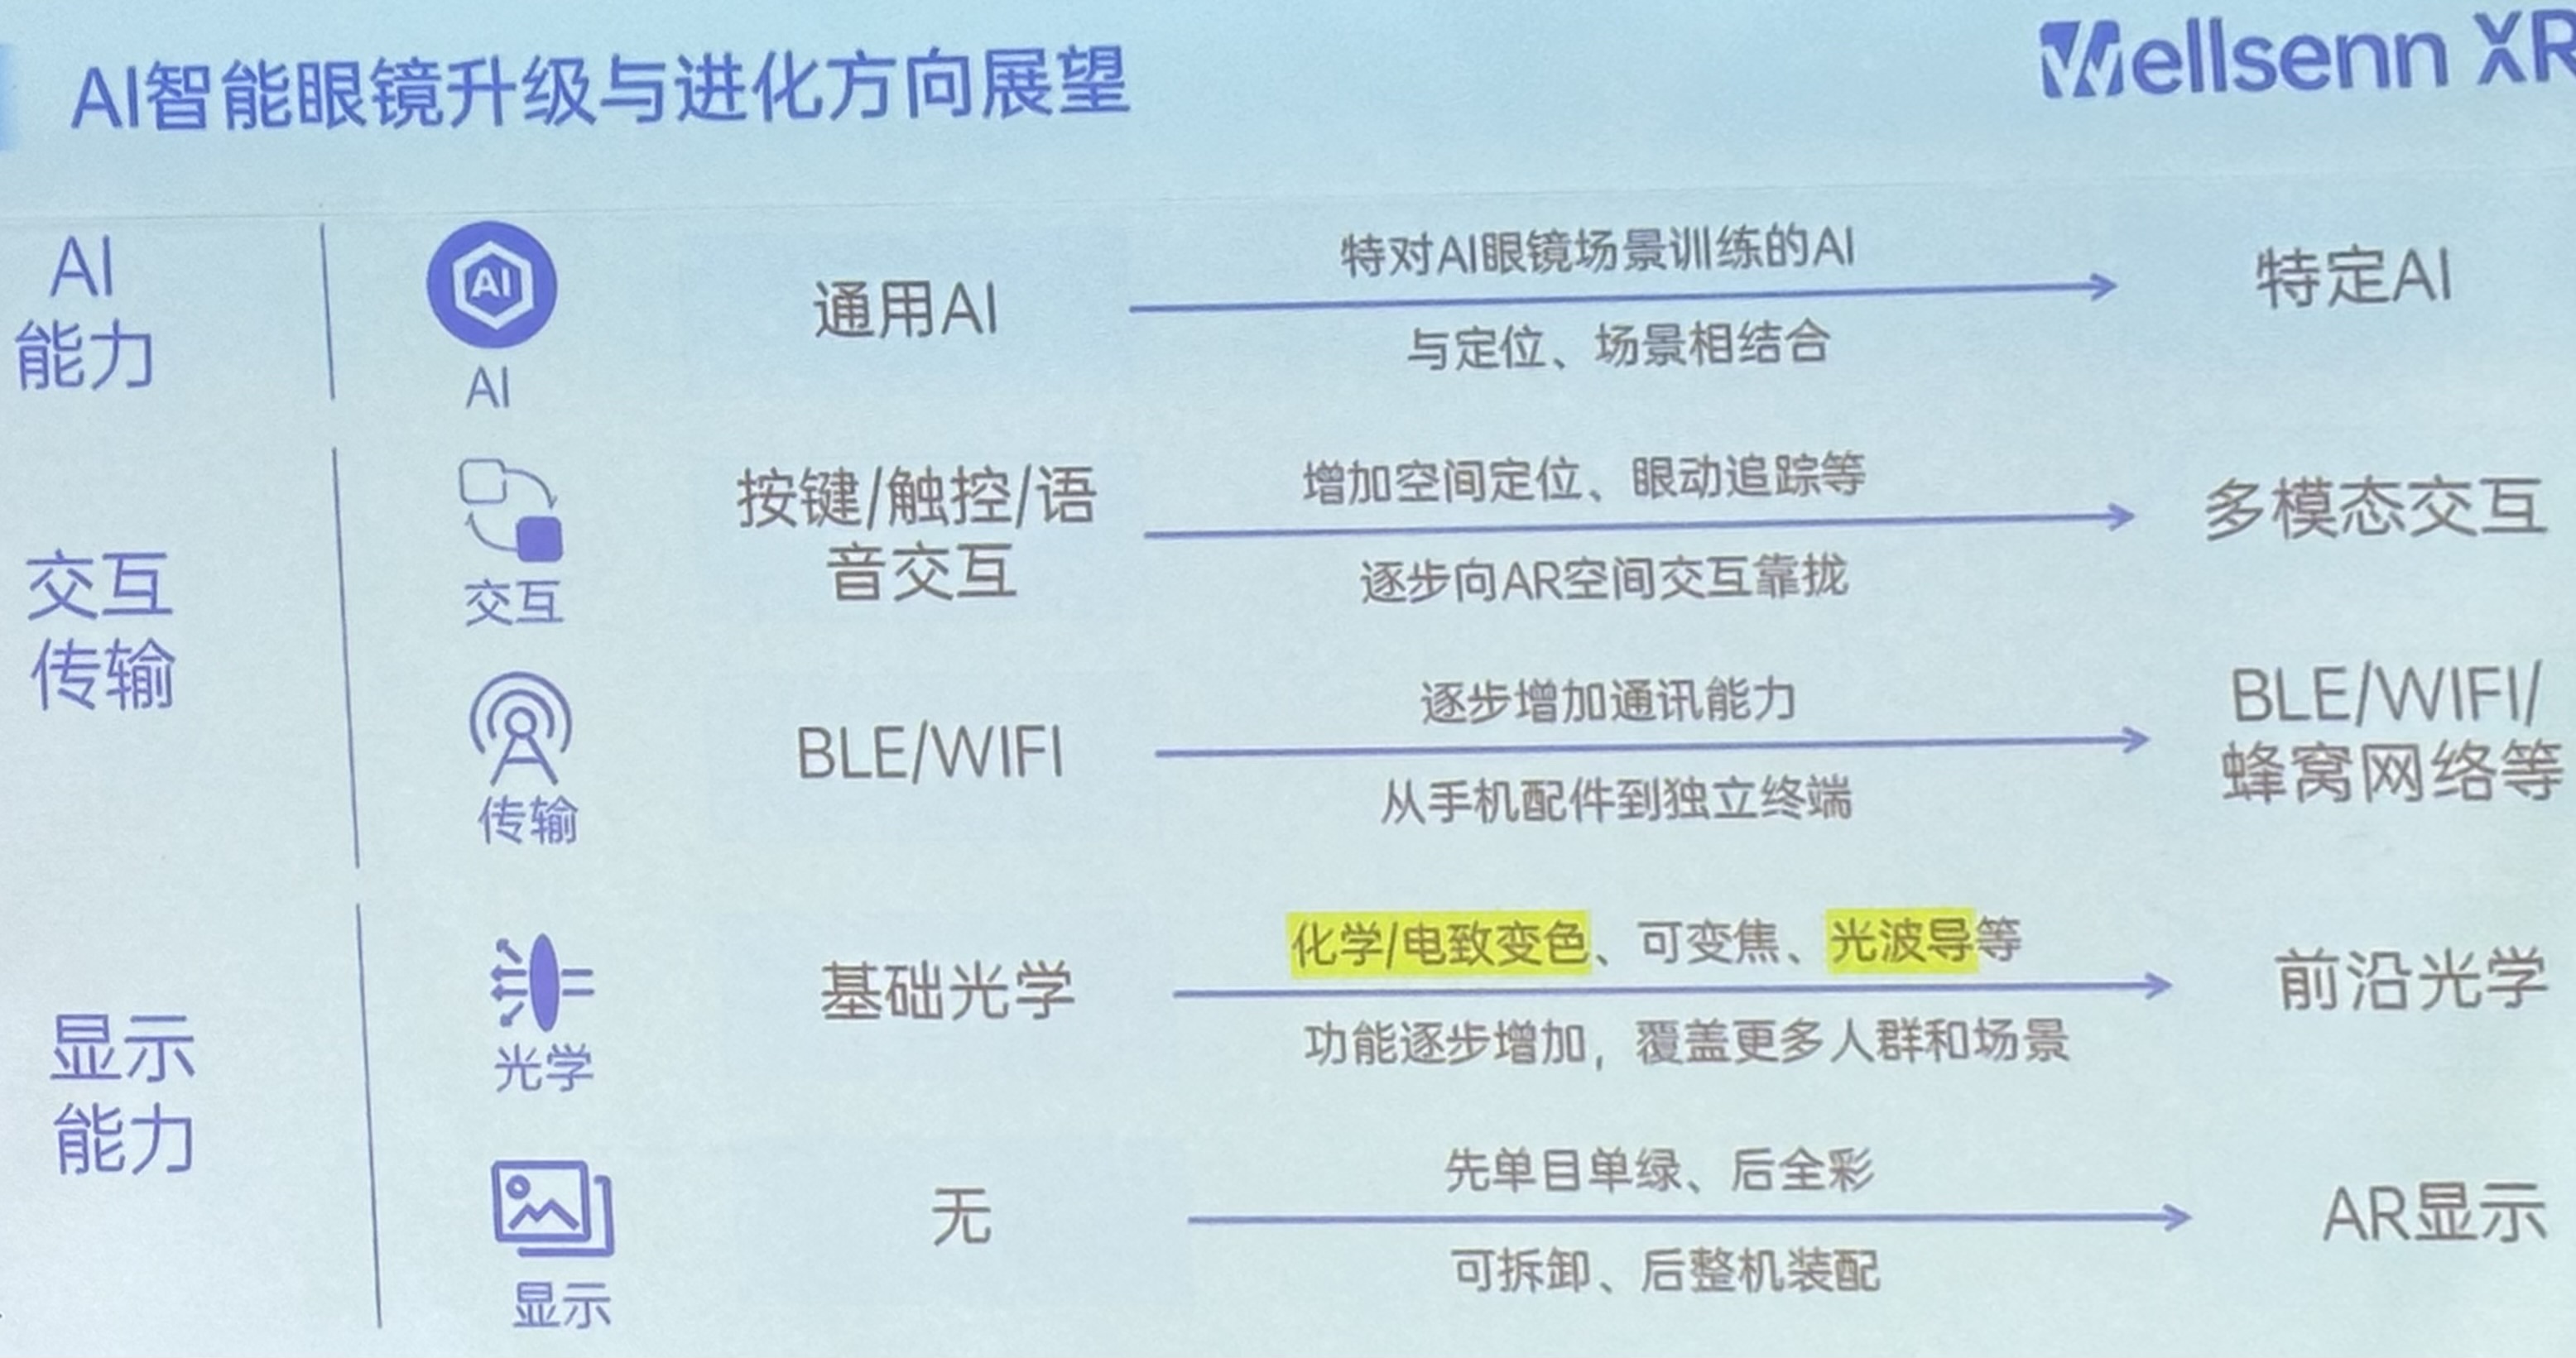 AI智能眼镜升级与进化方向展望
Wellsenn XR
AI
能力
AI
AI
通用AI
特对AI眼镜场景训练的AI
与定位、场景相结合
特定AI
交互
传输
交互
按键/触控/语
音交互
增加空间定位、眼动追踪等
逐步向AR空间交互靠拢
多模态交互
传输
BLE/WIFI
逐步增加通讯能力
从手机配件到独立终端
BLE/WIFI/
蜂窝网络等
显示
能力
光学
基础光学
化学/电致变色、可变焦、光波导等
功能逐步增加，覆盖更多人群和场景
前沿光学
显示
无
先单目单绿、后全彩
可拆卸、后整机装配
AR显示